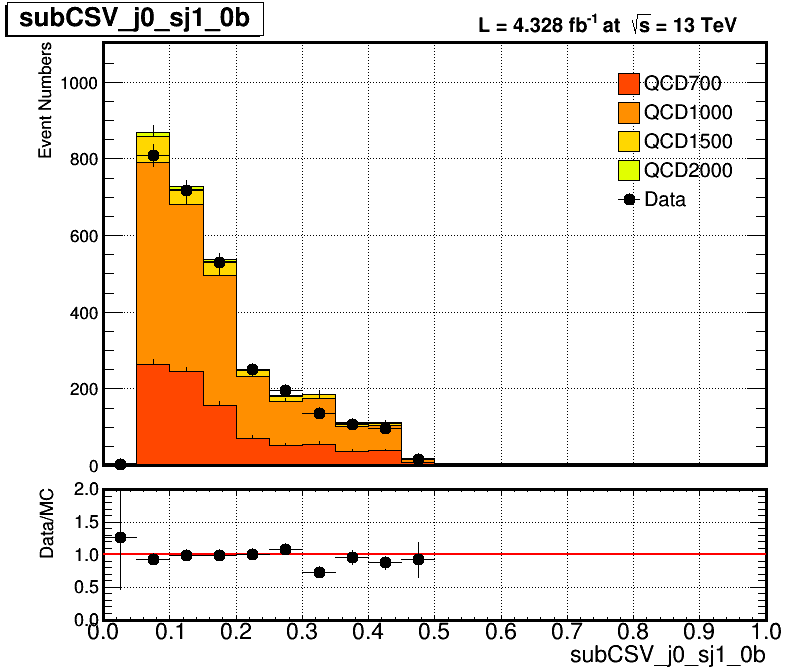 subCSV_j0_sj1_0b
L = 4.328 fb⁻¹ at √s = 13 TeV
Event Numbers
1000
800
600
400
200
0
QCD700
QCD1000
QCD1500
QCD2000
Data
Data/MC
2.0
1.5
1.0
0.5
0.0
0.0 0.1 0.2 0.3 0.4 0.5 0.6 0.7 0.8 0.9 1.0
subCSV_j0_sj1_0b